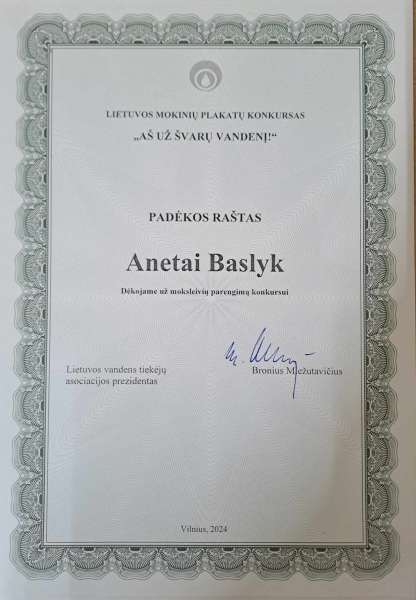 LIETUVOS MOKINIŲ PLAKATŲ KONKURSAS
„AŠ UŽ ŠVARŲ VANDENĮ!“
PADĖKOS RAŠTAS
Anetai Baslyk
Dėkojame už moksleivių parengimą konkursui
Lietuvos vandens tiekėjų
asociacijos prezidentas
Bronius Miežutavičius
Vilnius, 2024